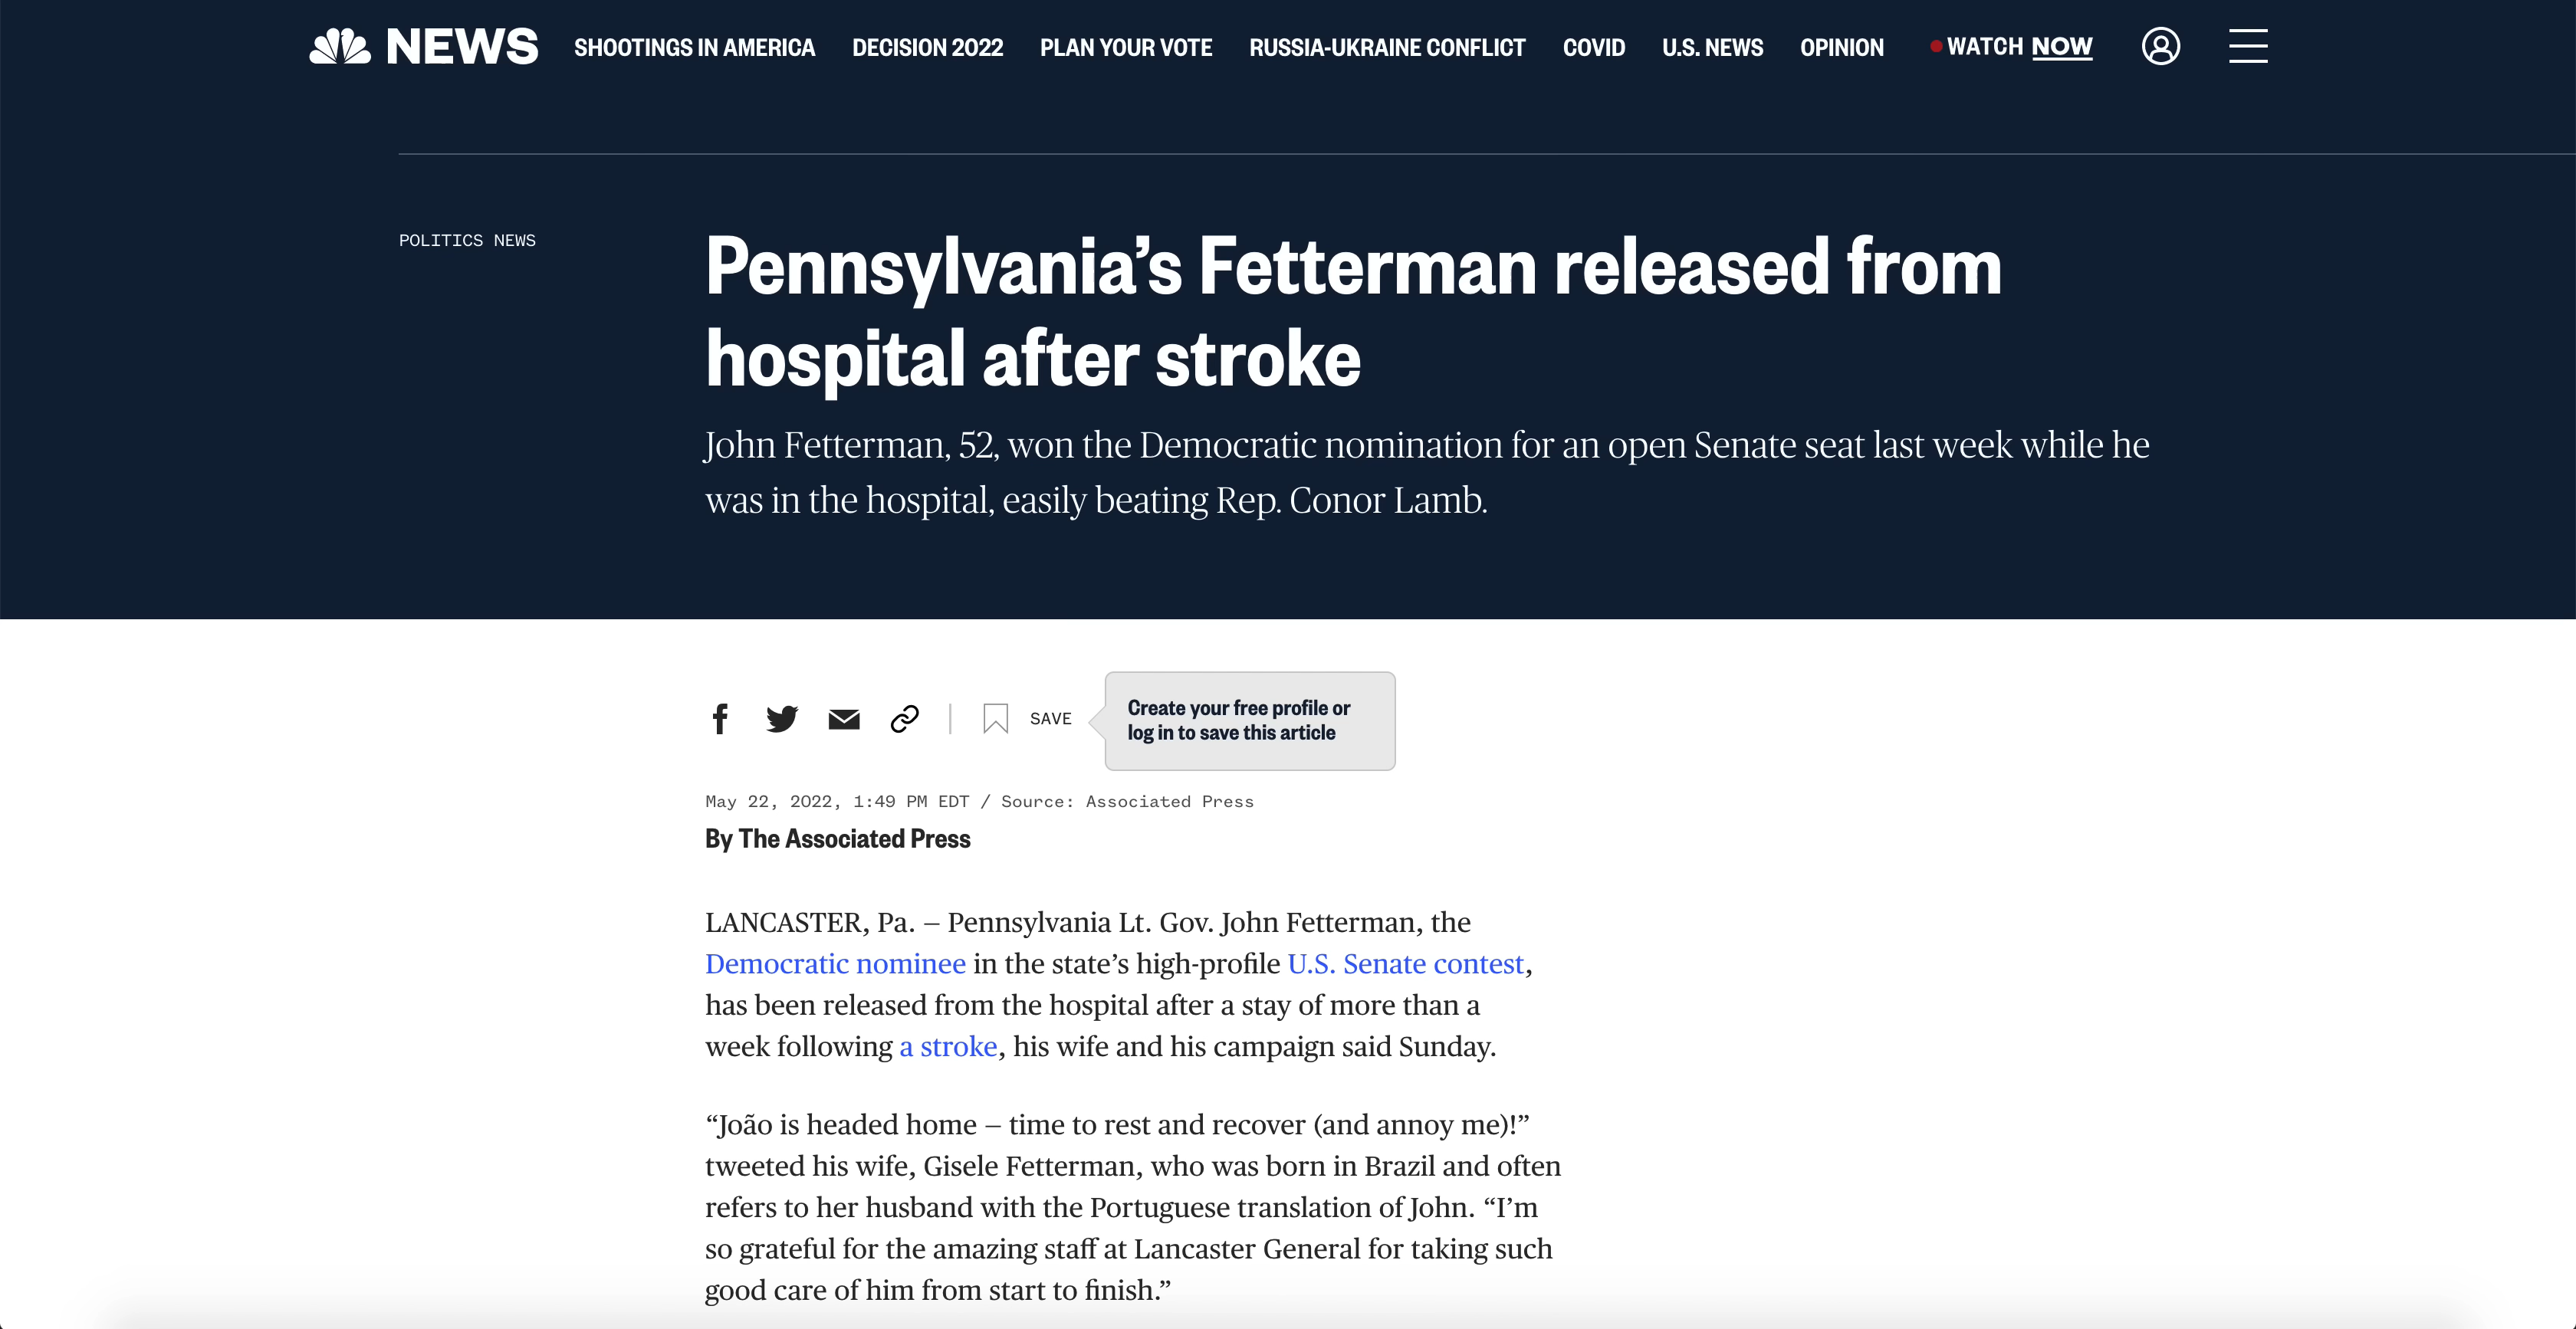 NEWS SHOOTINGS IN AMERICA DECISION 2022 PLAN YOUR VOTE RUSSIA-UKRAINE CONFLICT COVID U.S. NEWS OPINION WATCH NOW
POLITICS NEWS
Pennsylvania’s Fetterman released from
hospital after stroke
John Fetterman, 52, won the Democratic nomination for an open Senate seat last week while he
was in the hospital, easily beating Rep. Conor Lamb.
SAVE
Create your free profile or
log in to save this article
May 22, 2022, 1:49 PM EDT / Source: Associated Press
By The Associated Press
LANCASTER, Pa. — Pennsylvania Lt. Gov. John Fetterman, the
Democratic nominee in the state’s high-profile U.S. Senate contest,
has been released from the hospital after a stay of more than a
week following a stroke, his wife and his campaign said Sunday.
“João is headed home — time to rest and recover (and annoy me)!”
tweeted his wife, Gisele Fetterman, who was born in Brazil and often
refers to her husband with the Portuguese translation of John. “I’m
so grateful for the amazing staff at Lancaster General for taking such
good care of him from start to finish.”